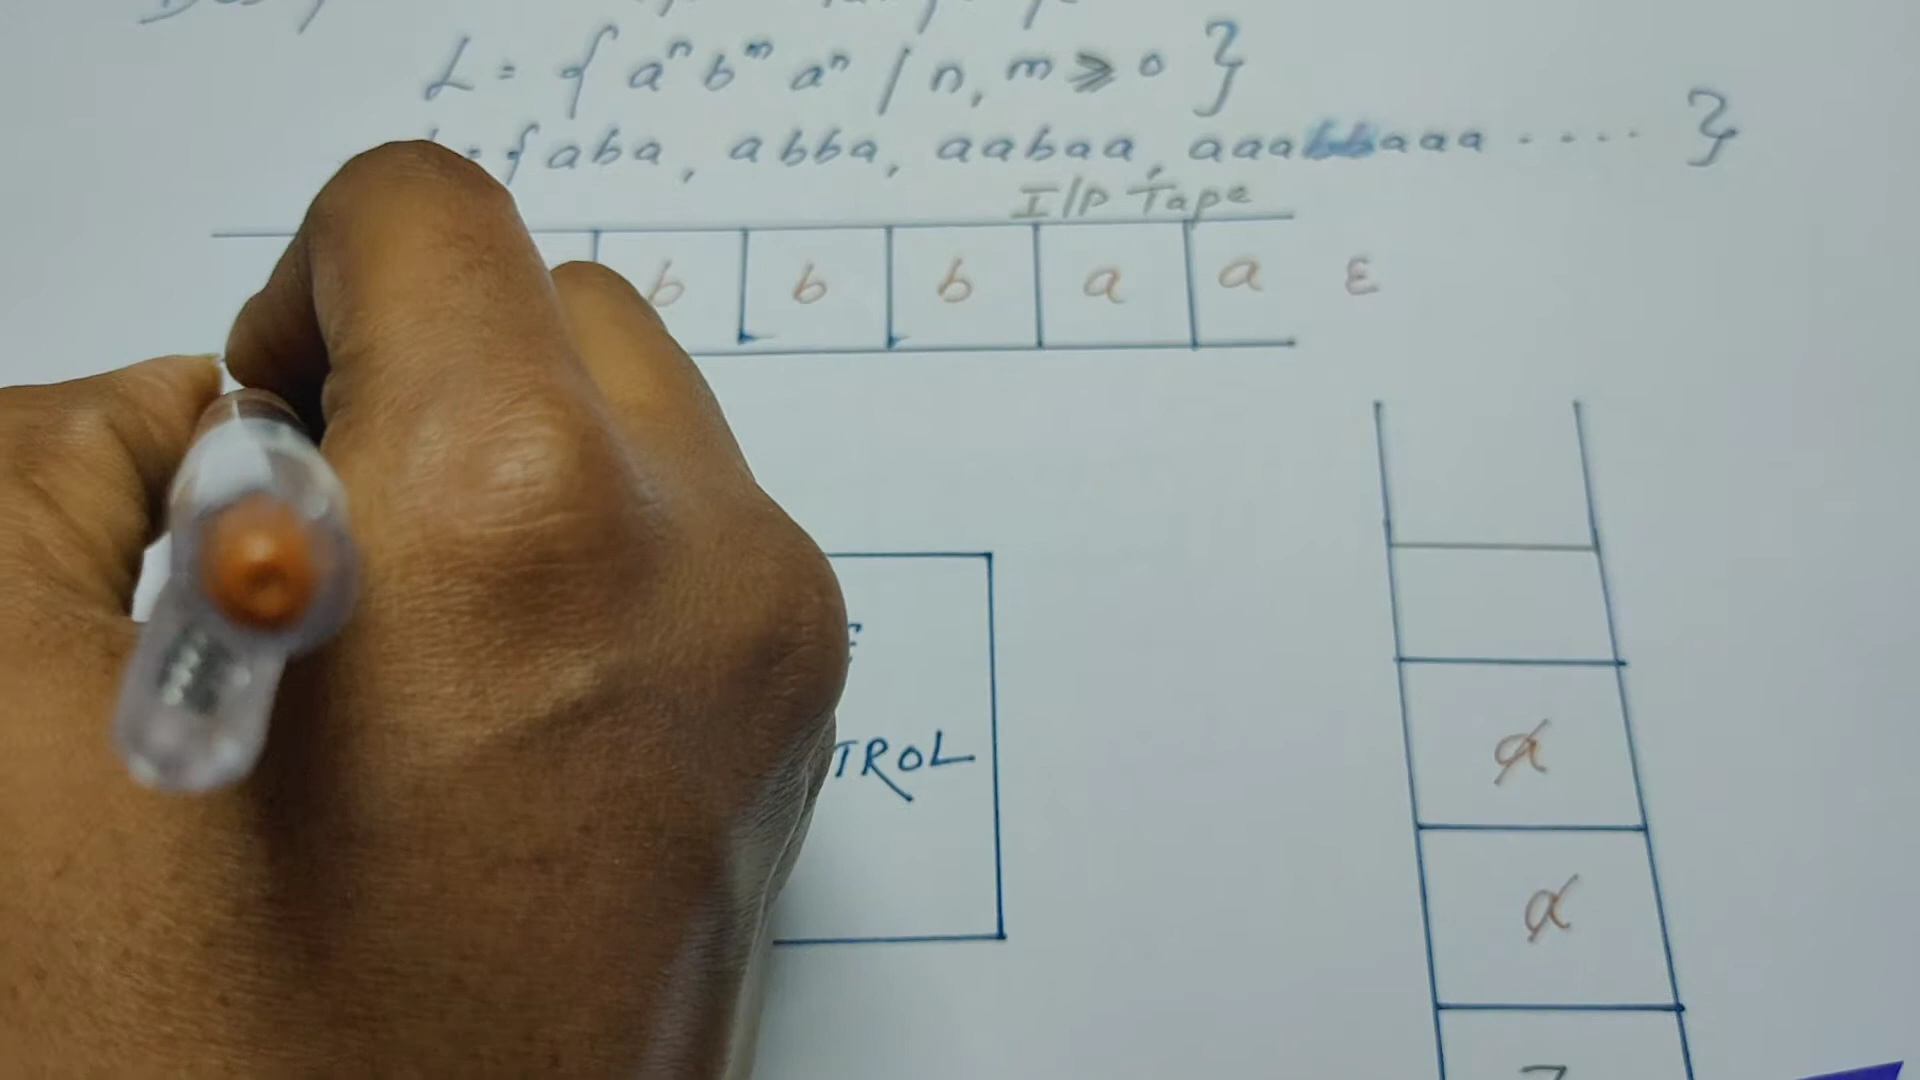 L = { aⁿ bᵐ aⁿ / n, m ≥ 0 }
= { aba, abba, aabaa, aaabbaaa .... }
I/P Tape
b b b a a ε
TROL
a
a